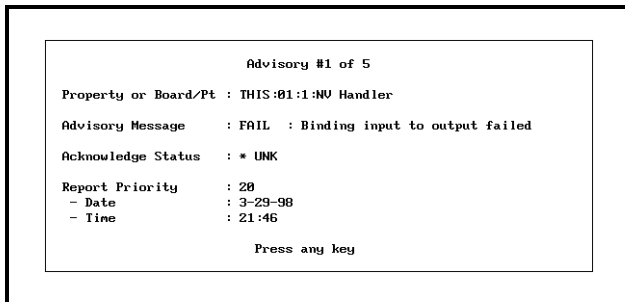 Advisory #1 of 5
Property or Board/Pt : THIS:01:1:NV Handler
Advisory Message : FAIL : Binding input to output failed
Acknowledge Status : * UNK
Report Priority : 20
- Date : 3-29-98
- Time : 21:46
Press any key